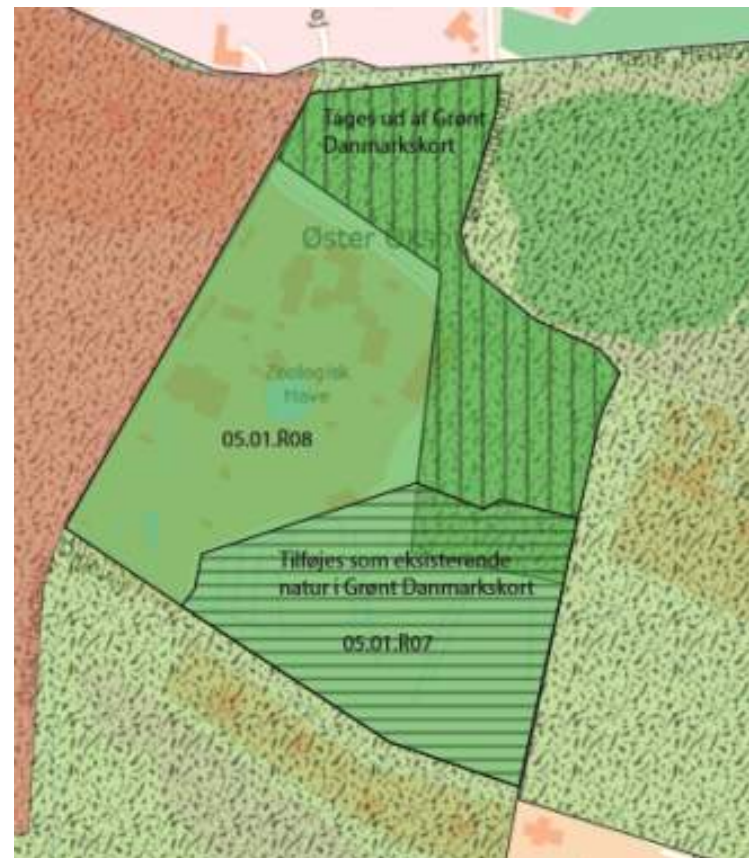 Tages ud af Grønt
Danmarkskort
Øster
Zoologisk
Have
05.01.R08
Tilføjes som eksisterende
natur i Grønt Danmarkskort
05.01.R07